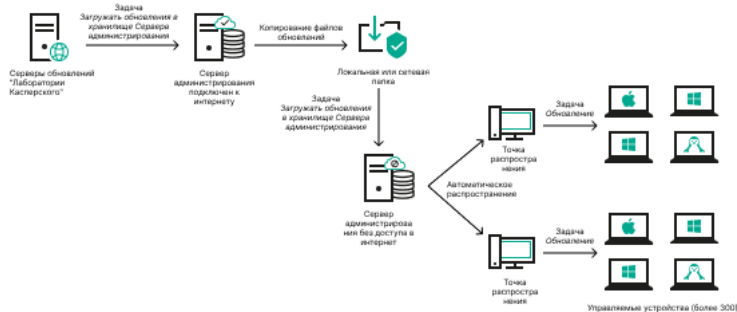 Задача
Загружать обновления в
хранилище Сервера
администрирования
Серверы обновлений
"Лаборатории
Касперского"
Сервер
администрирования
подключен к
интернету
Копирование файлов
обновлений
Локальная или сетевая
папка
Задача
Загружать обновления
в хранилище Сервера
администрирования
Сервер
администрирова
ния без доступа в
интернет
Автоматическое
распространение
Точка
распростра
нения
Задача
Обновление
Точка
распростра
нения
Задача
Обновление
Управляемые устройства (более 300)